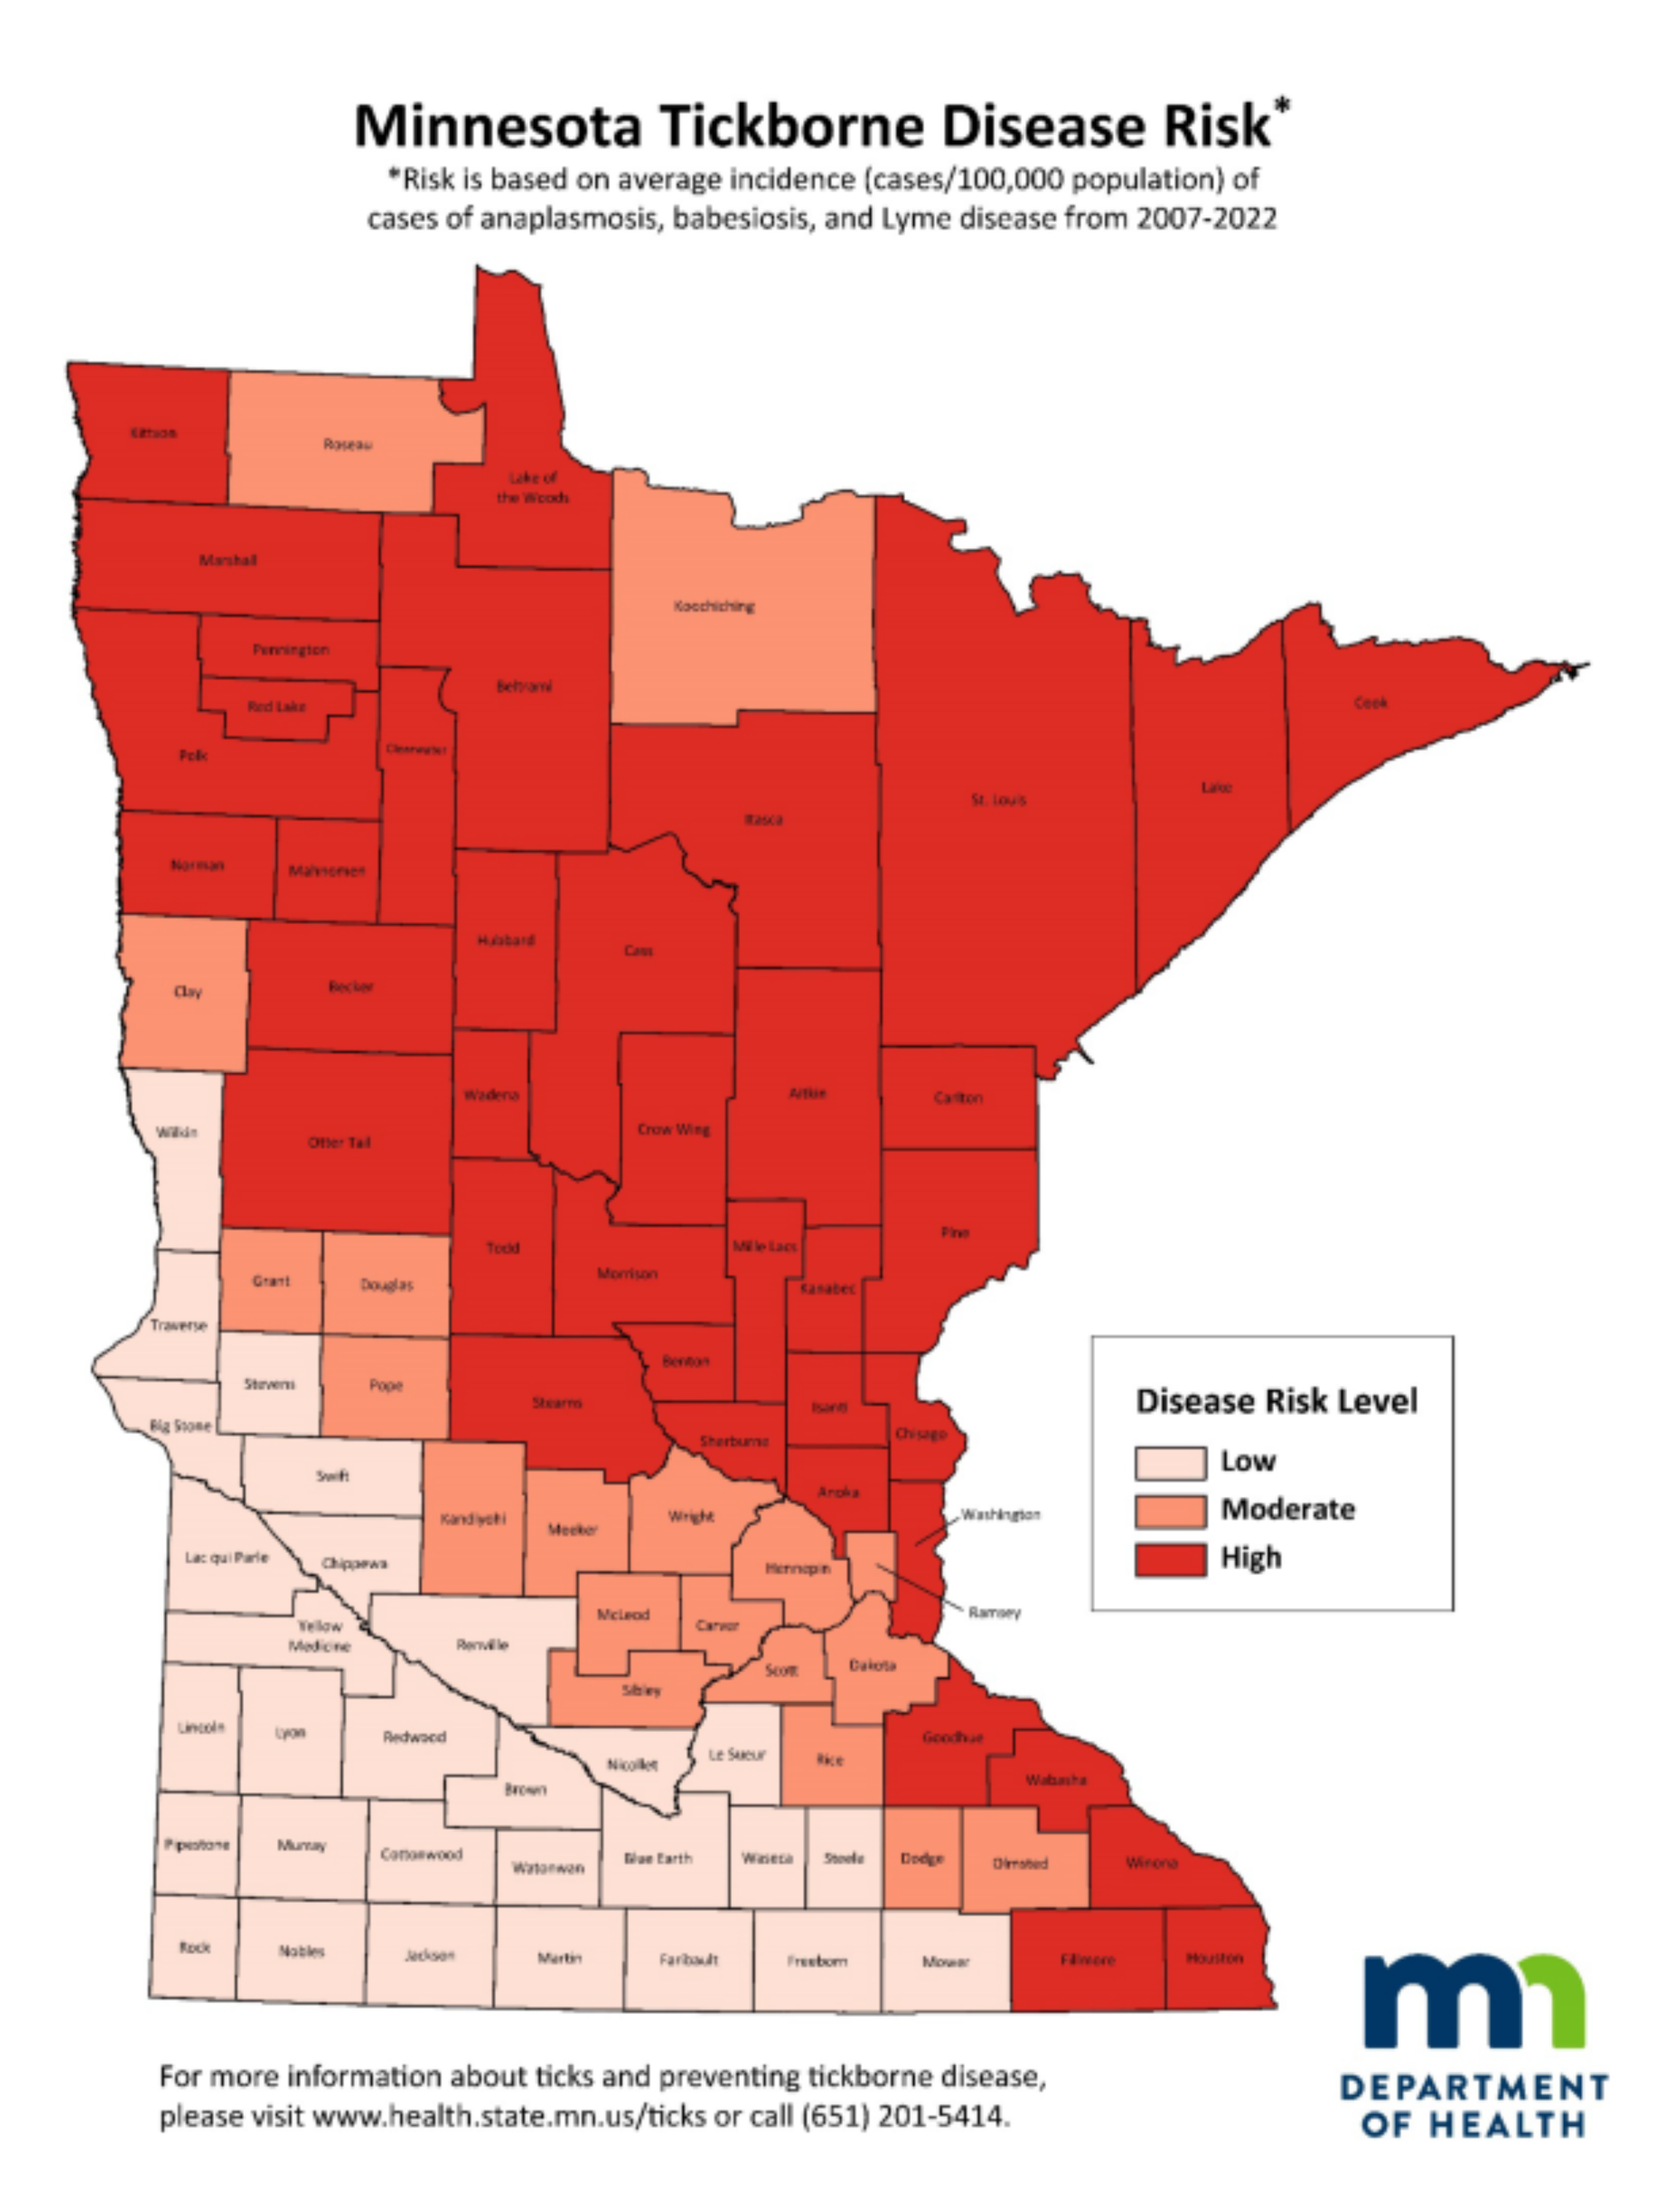 Minnesota Tickborne Disease Risk*
*Risk is based on average incidence (cases/100,000 population) of
cases of anaplasmosis, babesiosis, and Lyme disease from 2007-2022
Kittson
Roseau
Lake of
the Woods
Marshall
Koochiching
Pennington
Beltrami
Red Lake
Cook
Clearwater
Polk
Lake
St. Louis
Itasca
Norman
Mahnomen
Hubbard
Cass
Clay
Becker
Wadena
Aitkin
Carlton
Wilkin
Otter Tail
Crow Wing
Pine
Todd
Mille Lacs
Morrison
Grant
Douglas
Kanabec
Traverse
Benton
Stevens
Pope
Stearns
Isanti
Big Stone
Sherburne
Chisago
Swift
Anoka
Kandiyohi
Meeker
Wright
Washington
Lac qui Parle
Chippewa
Hennepin
McLeod
Carver
Ramsey
Yellow
Medicine
Renville
Scott
Dakota
Sibley
Lincoln
Lyon
Redwood
Nicollet
Le Sueur
Rice
Goodhue
Brown
Wabasha
Pipestone
Murray
Cottonwood
Watonwan
Blue Earth
Waseca
Steele
Dodge
Olmsted
Winona
Rock
Nobles
Jackson
Martin
Faribault
Freeborn
Mower
Fillmore
Houston
Disease Risk Level
Low
Moderate
High
For more information about ticks and preventing tickborne disease,
please visit www.health.state.mn.us/ticks or call (651) 201-5414.
mn
DEPARTMENT
OF HEALTH